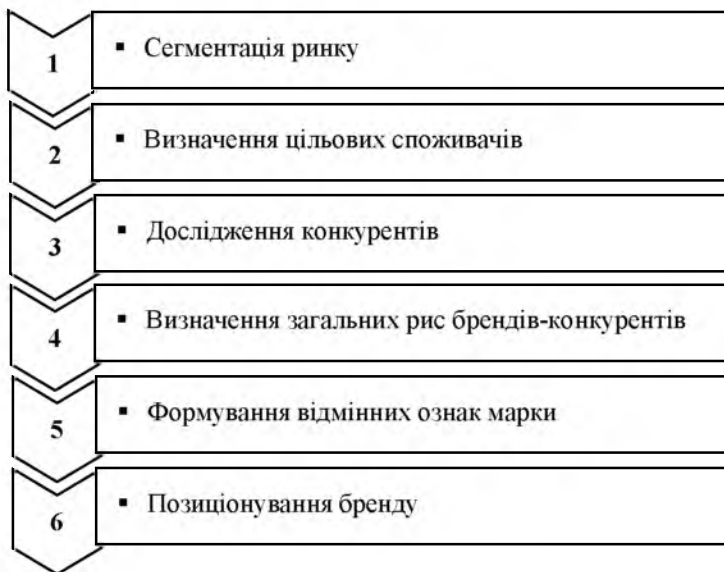 1
▪ Сегментація ринку
2
▪ Визначення цільових споживачів
3
▪ Дослідження конкурентів
4
▪ Визначення загальних рис брендів-конкурентів
5
▪ Формування відмінних ознак марки
6
▪ Позиціонування бренду